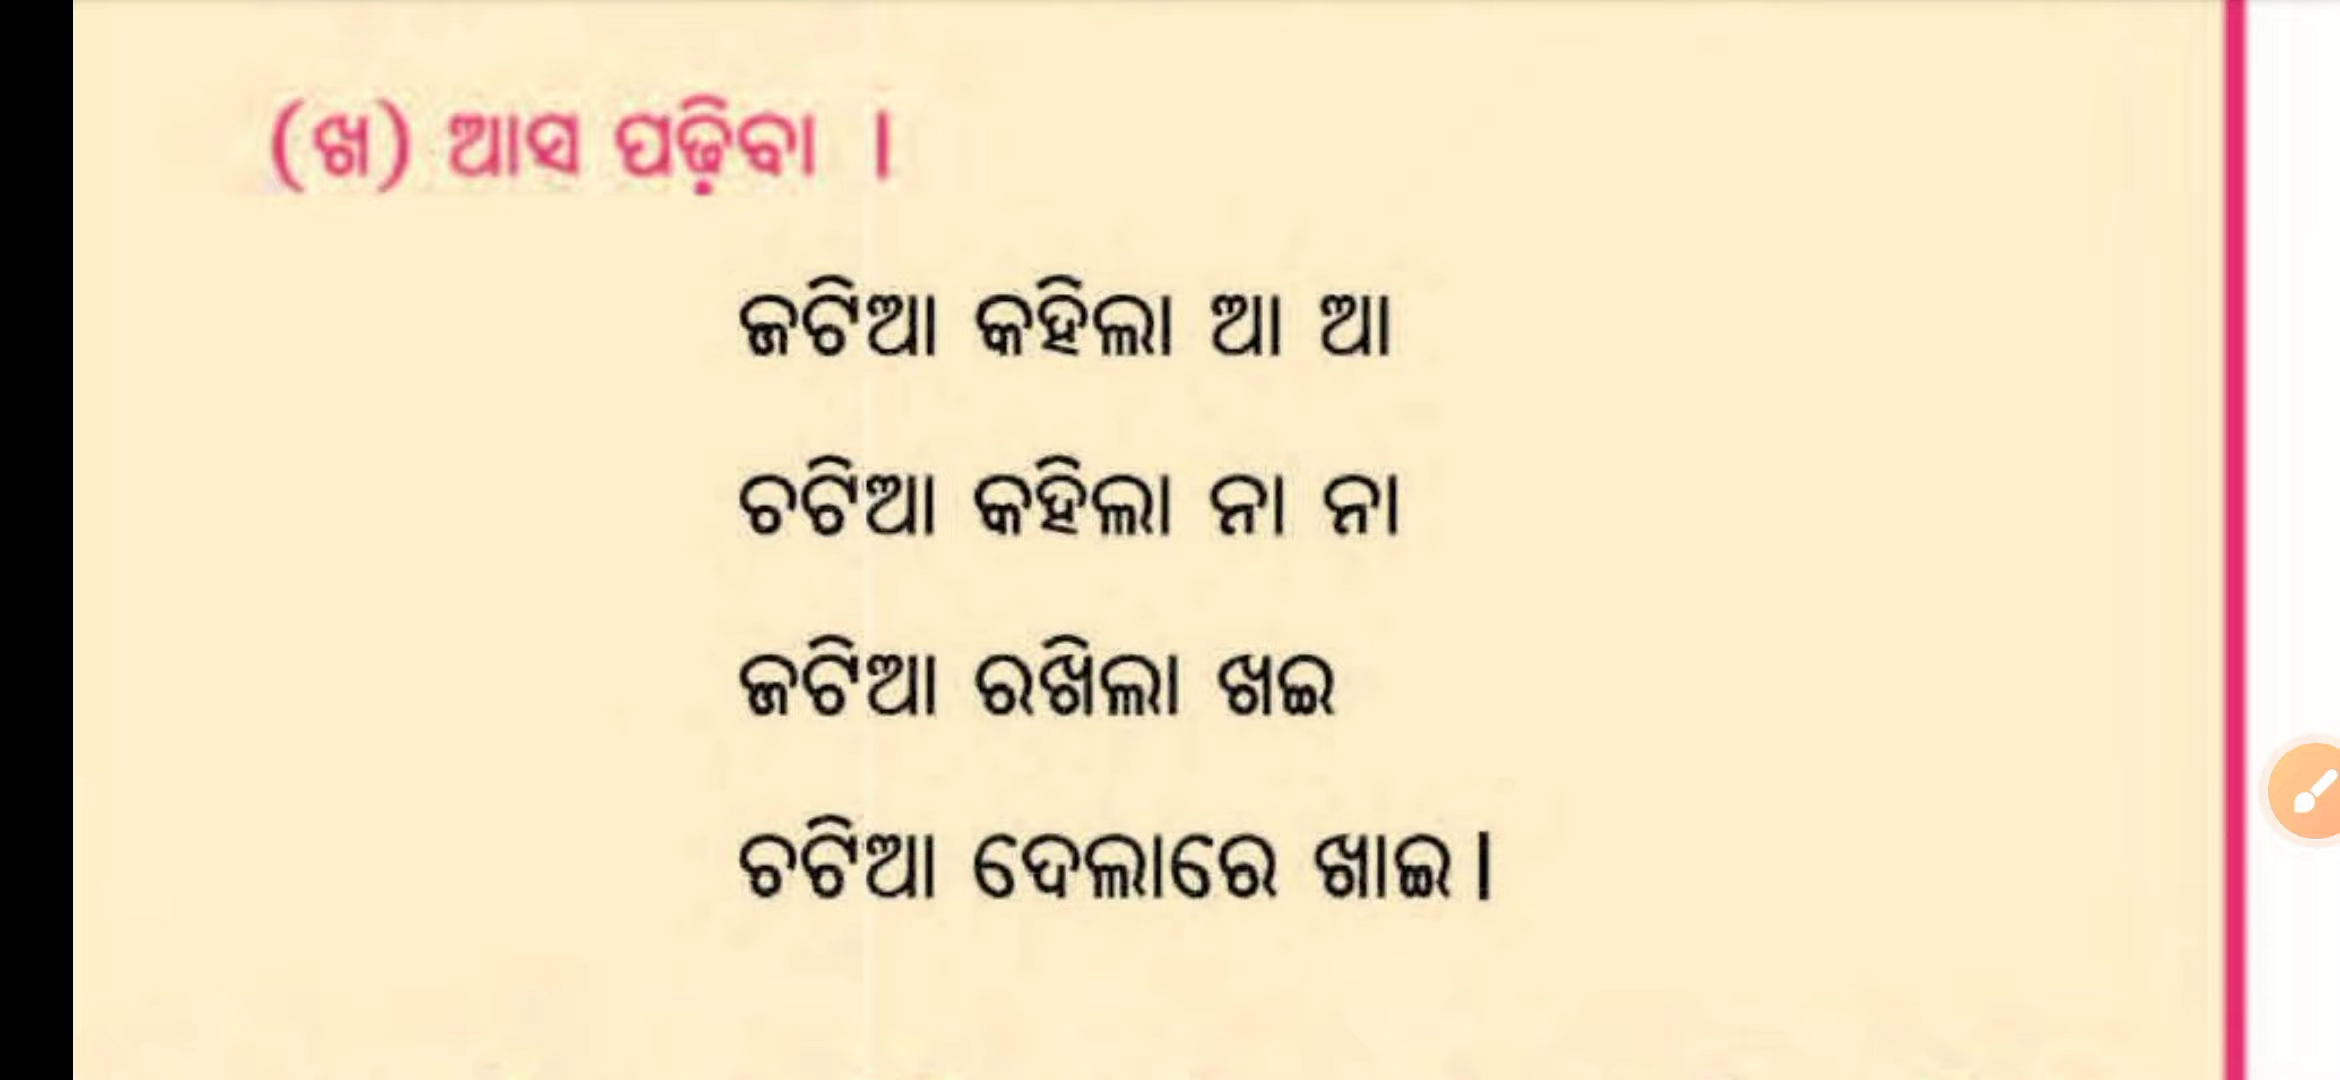 (ଖ) ଆସ ପଢ଼ିବା ।
ଜଟିଆ କହିଲା ଆ ଆ
ଚଟିଆ କହିଲା ନା ନା
ଜଟିଆ ରଖିଲା ଖଇ
ଚଟିଆ ଦେଲାରେ ଖାଇ।